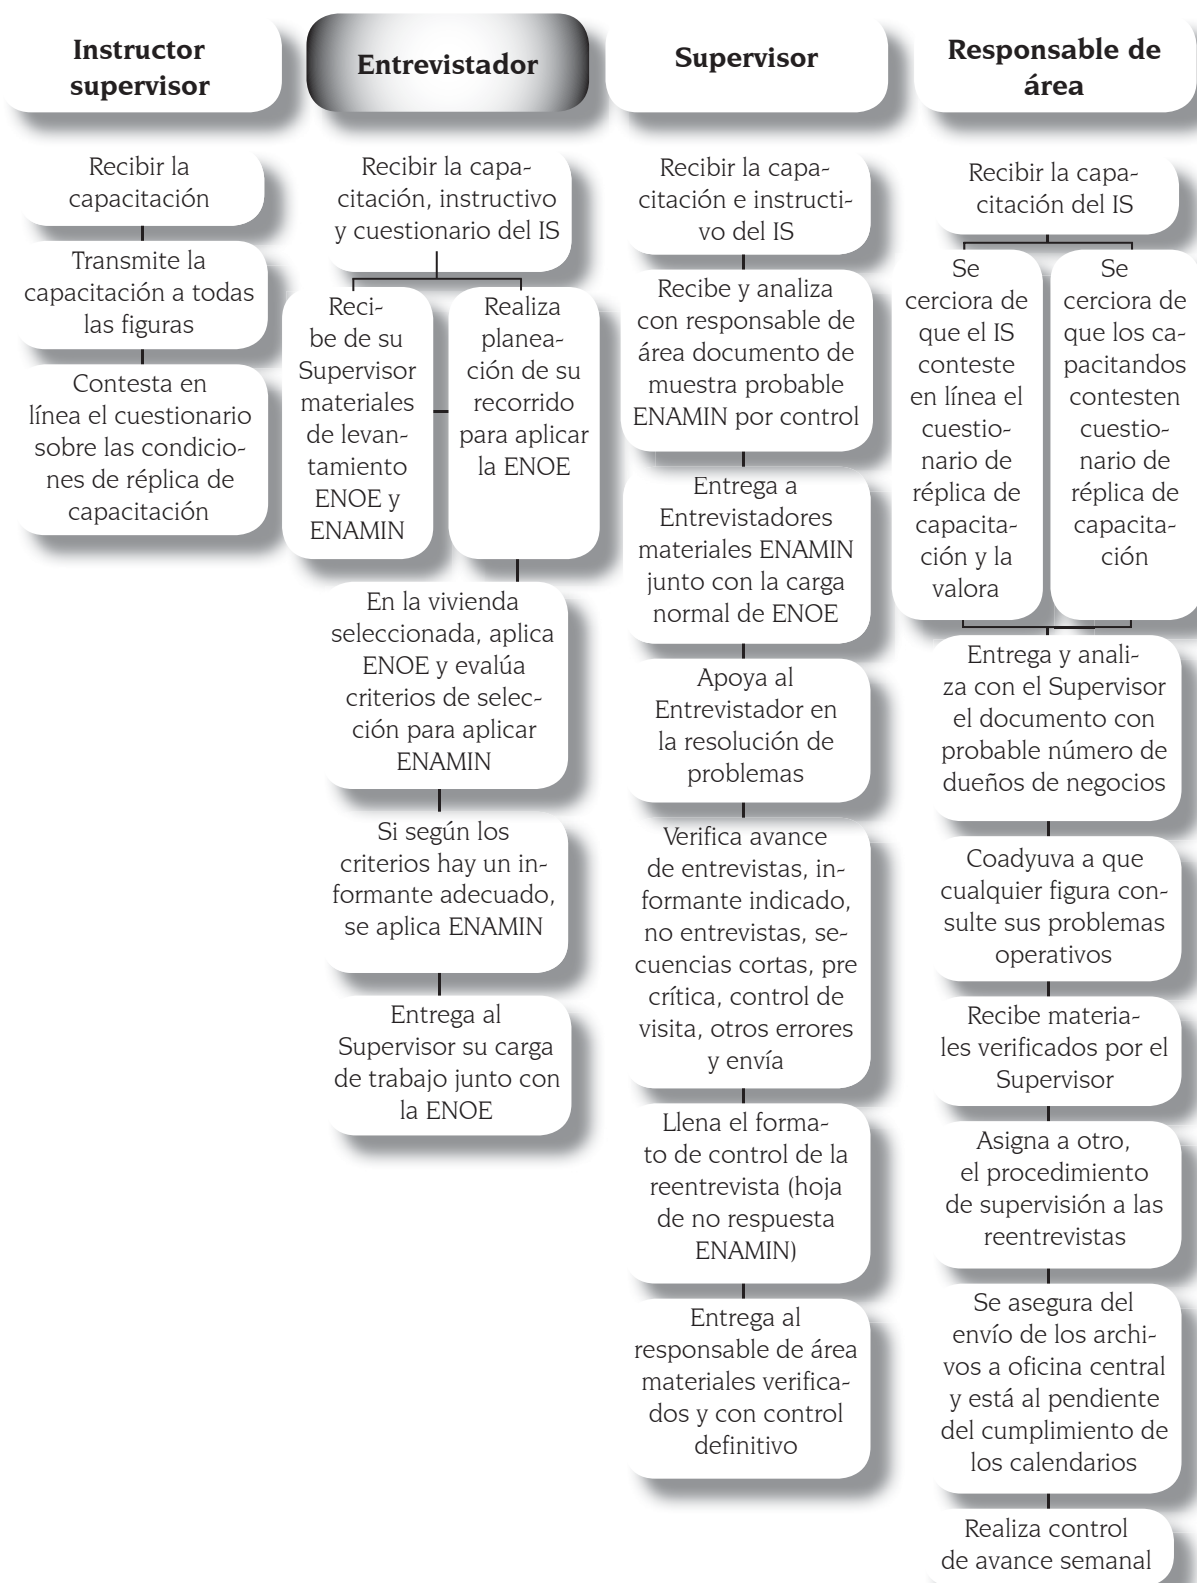 Instructor
supervisor
Recibir la
capacitación
Transmite la
capacitación a todas
las figuras
Contesta en
línea el cuestionario
sobre las condicio-
nes de réplica de
capacitación
Entrevistador
Recibir la capa-
citación, instructivo
y cuestionario del IS
Reci-
be de su
Supervisor
materiales
de levan-
tamiento
ENOE y
ENAMIN
Realiza
planea-
ción de su
recorrido
para aplicar
la ENOE
En la vivienda
seleccionada, aplica
ENOE y evalúa
criterios de selec-
ción para aplicar
ENAMIN
Si según los
criterios hay un in-
formante adecuado,
se aplica ENAMIN
Entrega al
Supervisor su carga
de trabajo junto con
la ENOE
Supervisor
Recibir la capa-
citación e instructi-
vo del IS
Recibe y analiza
con responsable de
área documento de
muestra probable
ENAMIN por control
Entrega a
Entrevistadores
materiales ENAMIN
junto con la carga
normal de ENOE
Apoya al
Entrevistador en
la resolución de
problemas
Verifica avance
de entrevistas, in-
formante indicado,
no entrevistas, se-
cuencias cortas, pre
crítica, control de
visita, otros errores
y envía
Llena el forma-
to de control de la
reentrevista (hoja
de no respuesta
ENAMIN)
Entrega al
responsable de área
materiales verifica-
dos y con control
definitivo
Responsable de
área
Recibir la capa-
citación del IS
Se
cerciora de
que el IS
conteste
en línea el
cuestio-
nario de
réplica de
capacita-
ción y la
valora
Se
cerciora de
que los ca-
pacitandos
contesten
cuestio-
nario de
réplica de
capacita-
ción
Entrega y anali-
za con el Supervisor
el documento con
probable número de
dueños de negocios
Coadyuva a que
cualquier figura con-
sulte sus problemas
operativos
Recibe materia-
les verificados por el
Supervisor
Asigna a otro,
el procedimiento
de supervisión a las
reentrevistas
Se asegura del
envío de los archi-
vos a oficina central
y está al pendiente
del cumplimiento de
los calendarios
Realiza control
de avance semanal